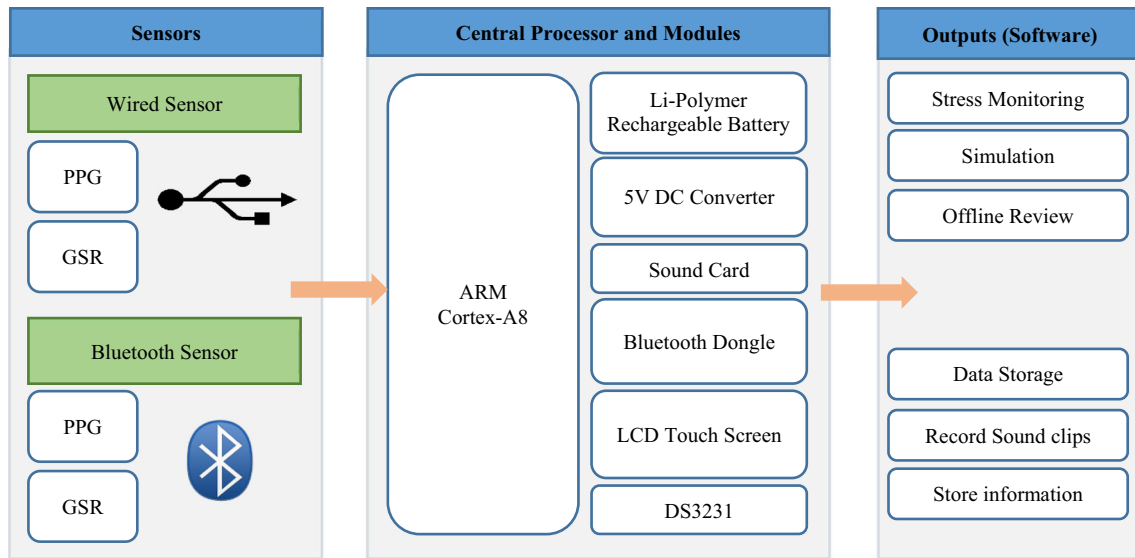 Sensors
Wired Sensor
PPG
GSR
Bluetooth Sensor
PPG
GSR
Central Processor and Modules
ARM
Cortex-A8
Li-Polymer
Rechargeable Battery
5V DC Converter
Sound Card
Bluetooth Dongle
LCD Touch Screen
DS3231
Outputs (Software)
Stress Monitoring
Simulation
Offline Review
Data Storage
Record Sound clips
Store information